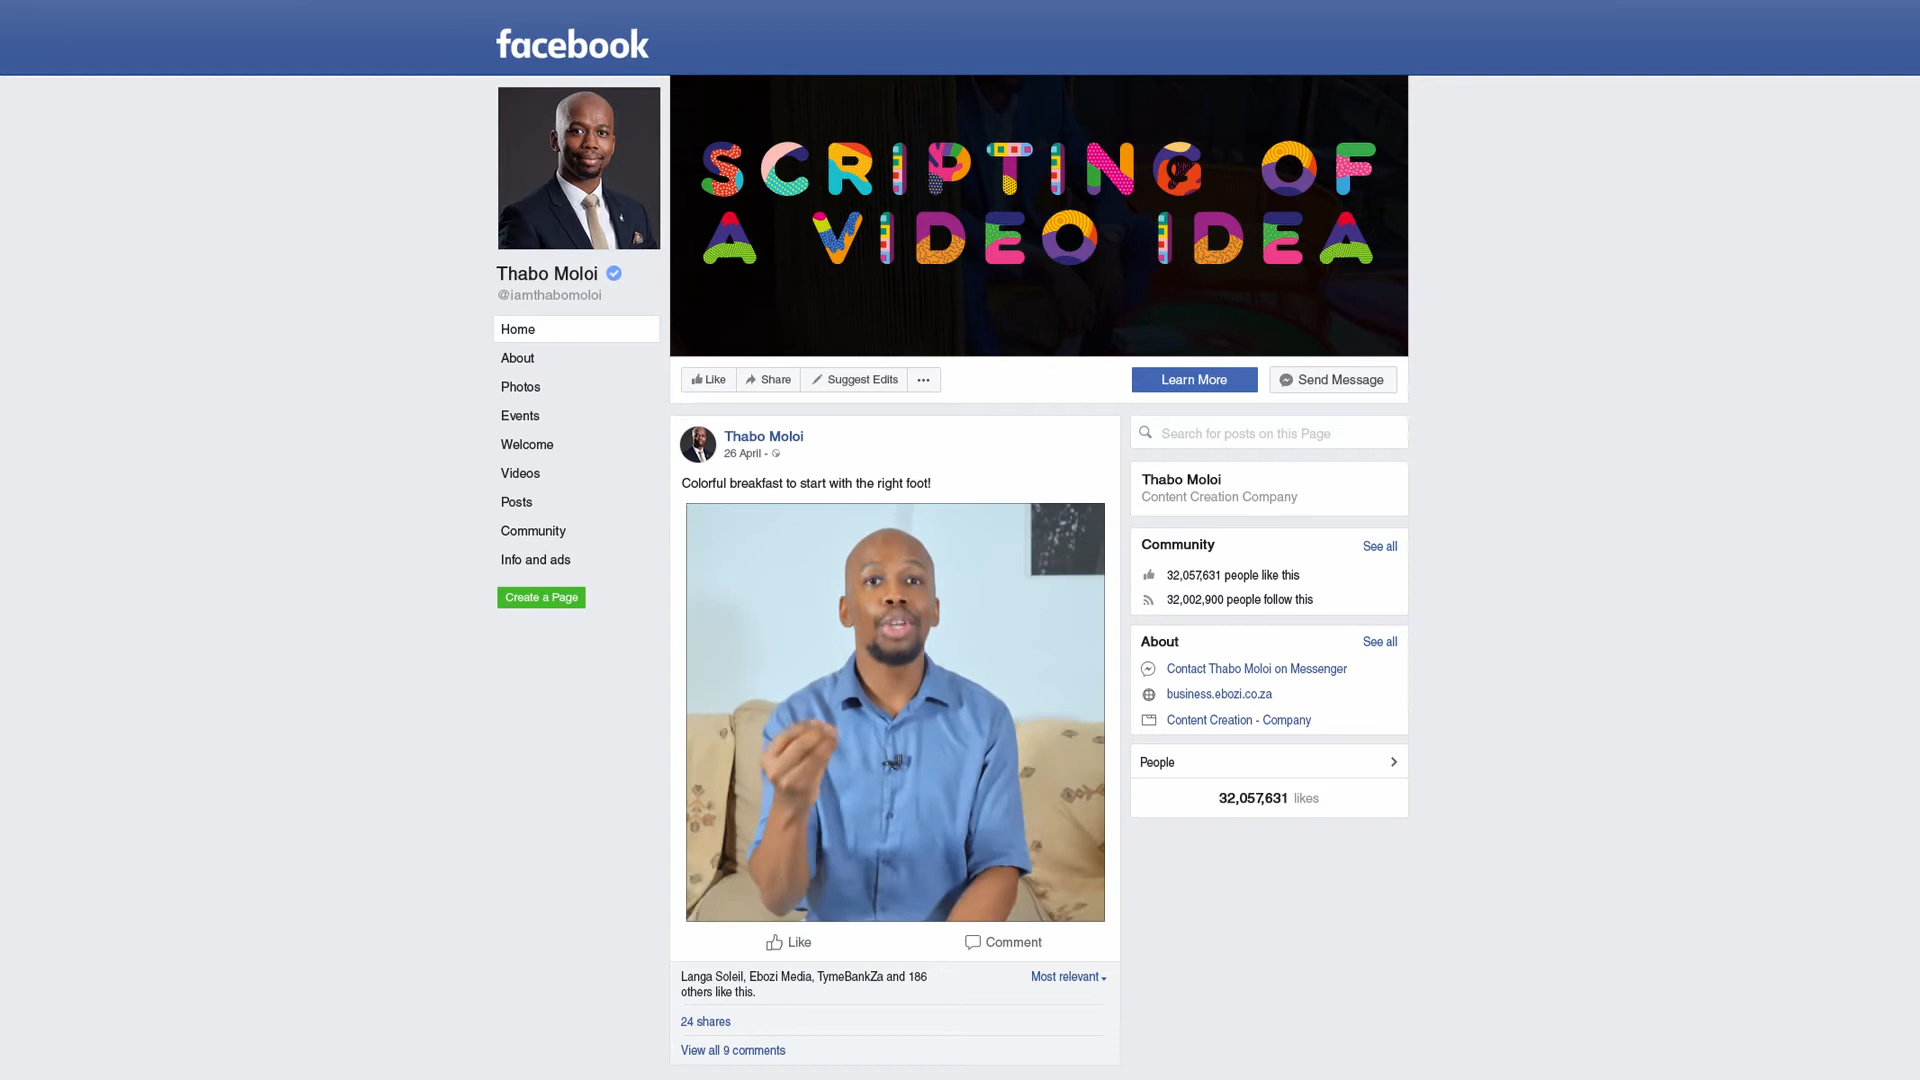 facebook
SCRIPTING OF
A VIDEO IDEA
Thabo Moloi
@iamthabomoloi
Home
About
Photos
Events
Welcome
Videos
Posts
Community
Info and ads
Create a Page
Like
Share
Suggest Edits
...
Learn More
Send Message
Thabo Moloi
26 April -
Colorful breakfast to start with the right foot!
Like
Comment
Langa Soleil, Ebozi Media, TymeBankZa and 186
others like this.
Most relevant
24 shares
View all 9 comments
Search for posts on this Page
Thabo Moloi
Content Creation Company
Community
See all
32,057,631 people like this
32,002,900 people follow this
About
See all
Contact Thabo Moloi on Messenger
business.ebozi.co.za
Content Creation - Company
People
32,057,631 likes